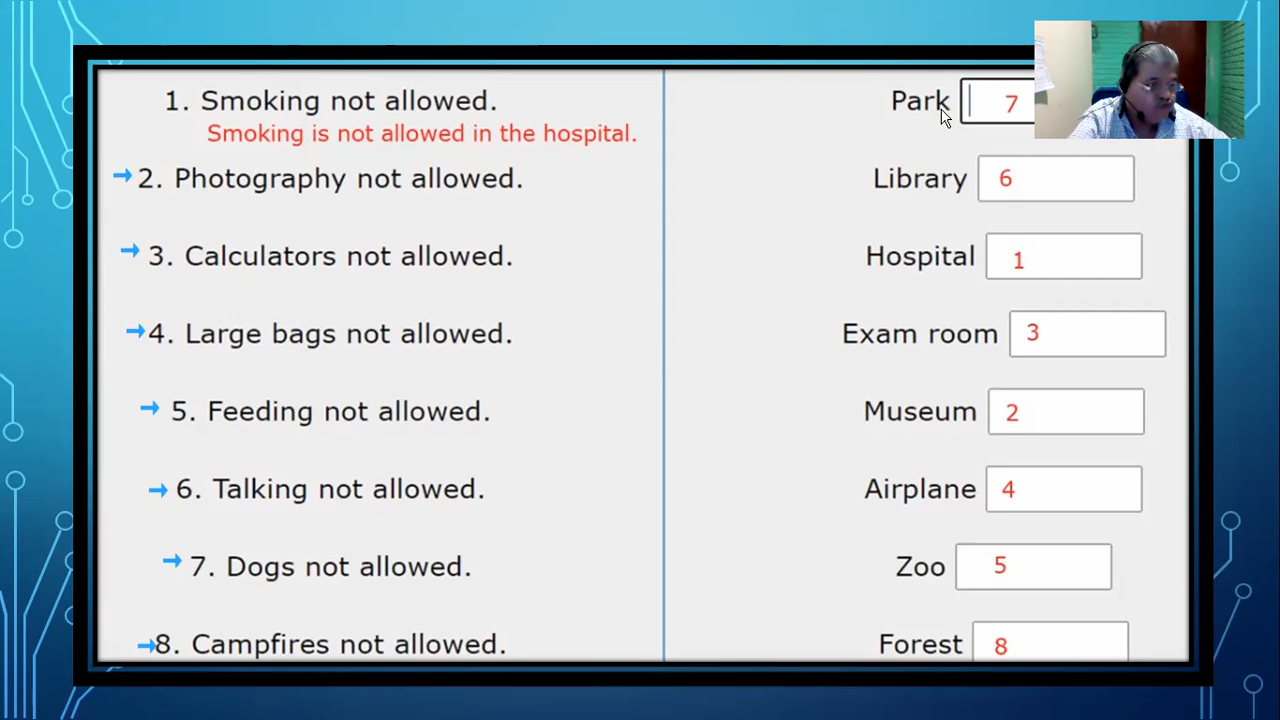 1. Smoking not allowed.
Smoking is not allowed in the hospital.
2. Photography not allowed.
3. Calculators not allowed.
4. Large bags not allowed.
5. Feeding not allowed.
6. Talking not allowed.
7. Dogs not allowed.
8. Campfires not allowed.
Park 7
Library 6
Hospital 1
Exam room 3
Museum 2
Airplane 4
Zoo 5
Forest 8